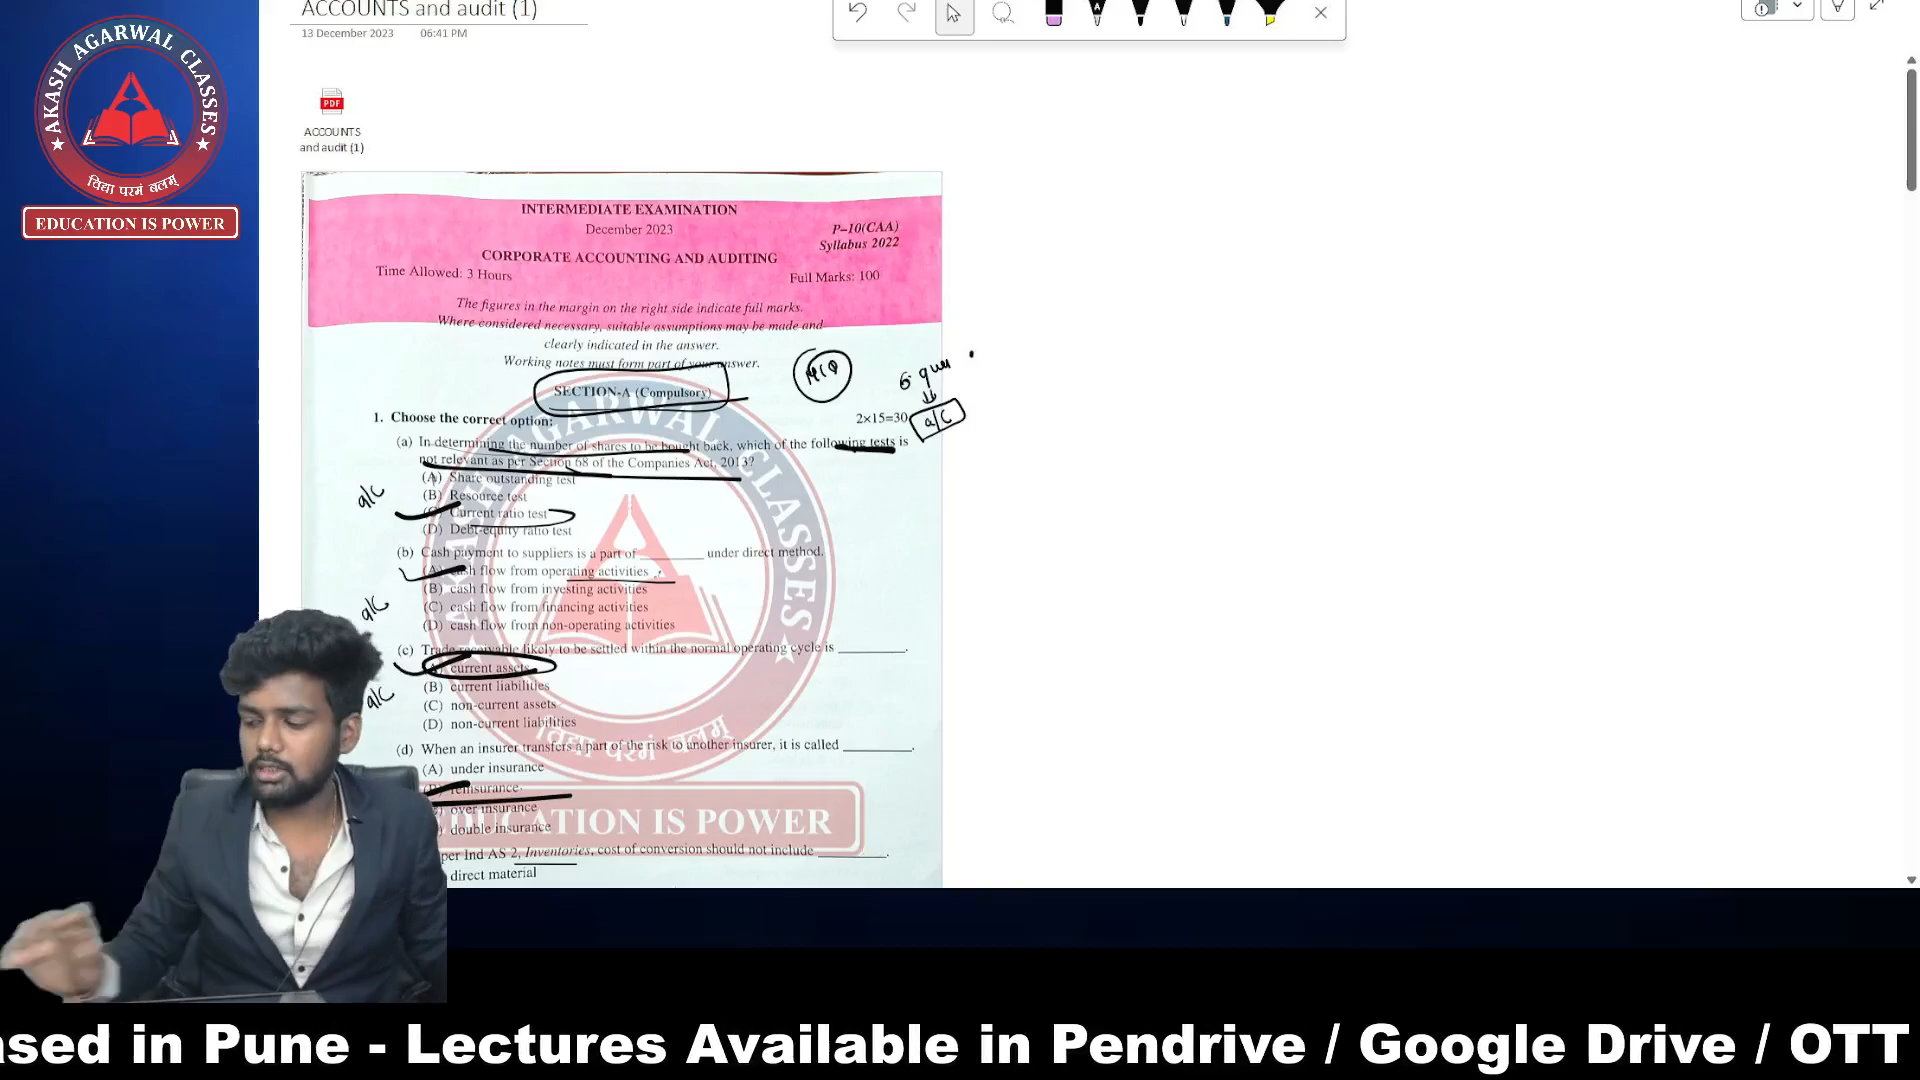 ACCOUNTS and audit (1)
13 December 2023 06:41 PM
AKASH AGARWAL CLASSES
विद्या परमं बलम्
EDUCATION IS POWER
PDF
ACCOUNTS
and audit (1)
INTERMEDIATE EXAMINATION
December 2023
P–10(CAA)
Syllabus 2022
CORPORATE ACCOUNTING AND AUDITING
Time Allowed: 3 Hours
Full Marks: 100
The figures in the margin on the right side indicate full marks.
Where considered necessary, suitable assumptions may be made and
clearly indicated in the answer.
Working notes must form part of your answer.
MCQ
SECTION-A (Compulsory)
1. Choose the correct option:
2×15=30
a/c
(a) In determining the number of shares to be bought back, which of the following tests is
not relevant as per Section 68 of the Companies Act, 2013?
(A) Share outstanding test
(B) Resource test
a/c
Current ratio test
(D) Debt-equity ratio test
(b) Cash payment to suppliers is a part of ________ under direct method.
(A) cash flow from operating activities
(B) cash flow from investing activities
(C) cash flow from financing activities
a/c
(D) cash flow from non-operating activities
(c) Trade receivable likely to be settled within the normal operating cycle is ________.
current assets
(B) current liabilities
a/c
(C) non-current assets
(D) non-current liabilities
(d) When an insurer transfers a part of the risk to another insurer, it is called ________.
(A) under insurance
reinsurance
over insurance
double insurance
per Ind AS 2, Inventories, cost of conversion should not include ________.
direct material
AKASH AGARWAL CLASSES
विद्या परमं बलम्
EDUCATION IS POWER
ased in Pune - Lectures Available in Pendrive / Google Drive / OTT